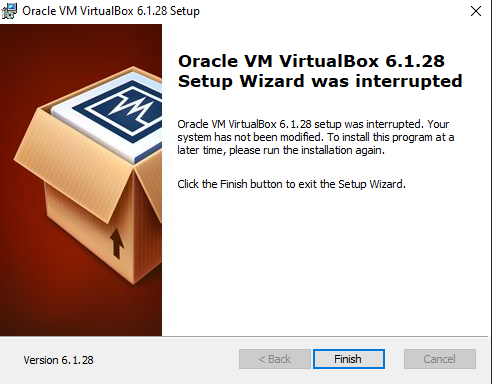 Oracle VM VirtualBox 6.1.28 Setup
Oracle VM VirtualBox 6.1.28
Setup Wizard was interrupted
Oracle VM VirtualBox 6.1.28 setup was interrupted. Your
system has not been modified. To install this program at a
later time, please run the installation again.
Click the Finish button to exit the Setup Wizard.
Version 6.1.28
< Back
Finish
Cancel